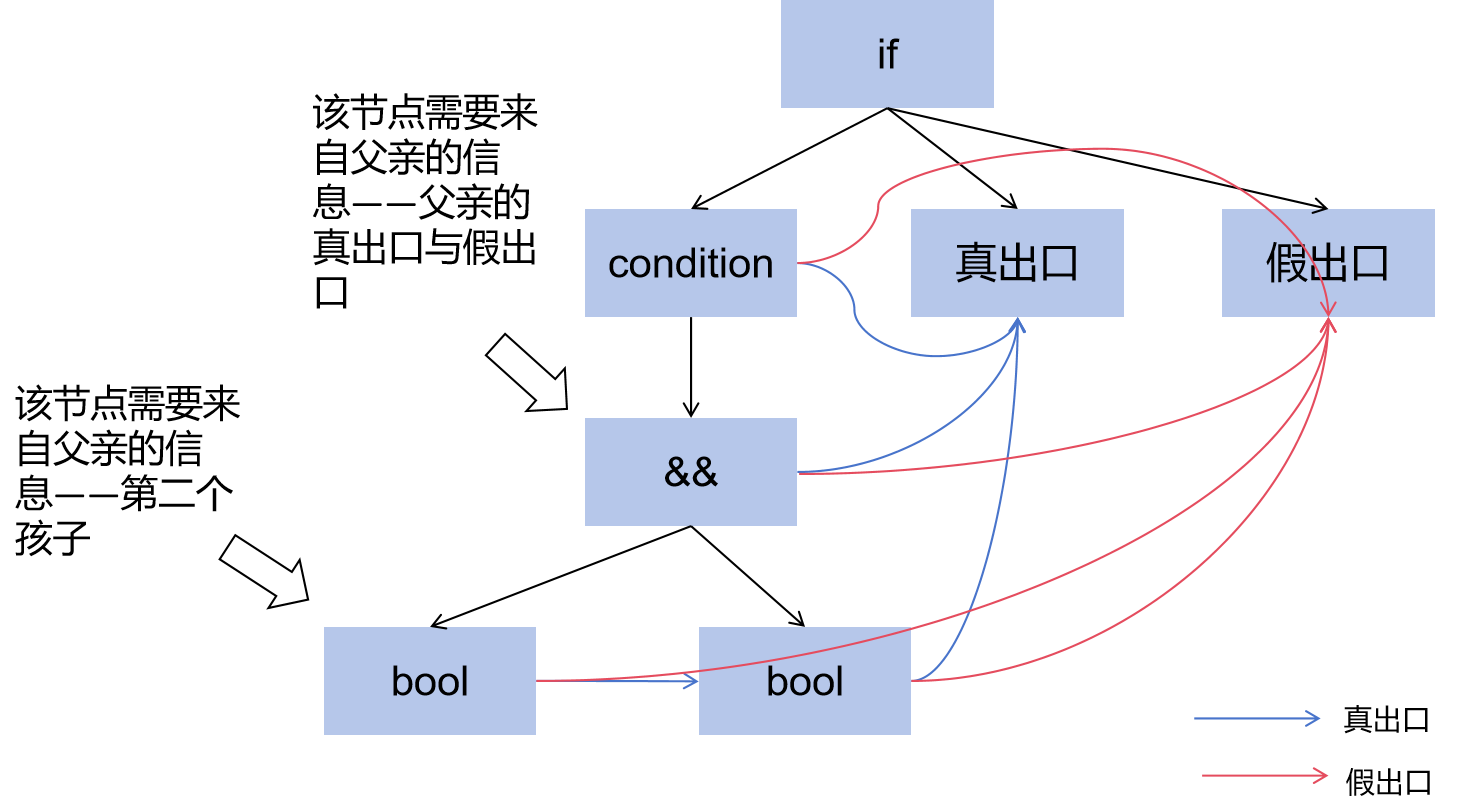 if
该节点需要来
自父亲的信
息——父亲的
真出口与假出
口
condition
真出口
假出口
该节点需要来
自父亲的信
息——第二个
孩子
&&
bool
bool
真出口
假出口